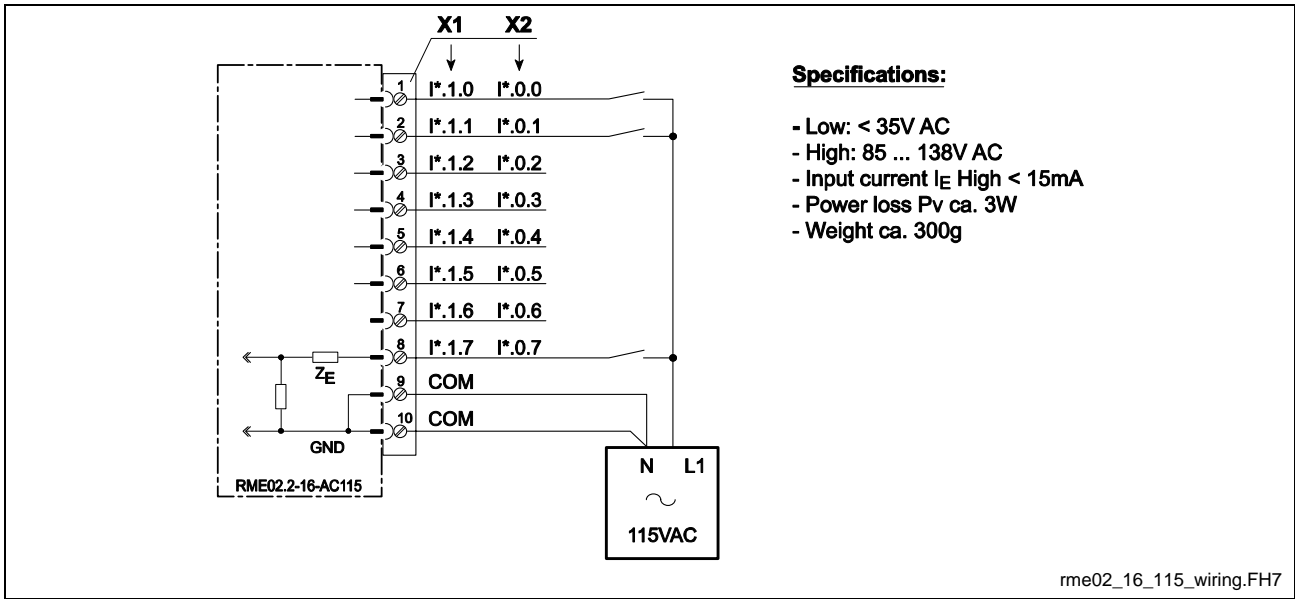 X1 X2
1 I*.1.0 I*.0.0
2 I*.1.1 I*.0.1
3 I*.1.2 I*.0.2
4 I*.1.3 I*.0.3
5 I*.1.4 I*.0.4
6 I*.1.5 I*.0.5
7 I*.1.6 I*.0.6
8 I*.1.7 I*.0.7
ZE
9 COM
10 COM
GND
RME02.2-16-AC115
N L1
115VAC
Specifications:
- Low: < 35V AC
- High: 85 ... 138V AC
- Input current IE High < 15mA
- Power loss Pv ca. 3W
- Weight ca. 300g
rme02_16_115_wiring.FH7